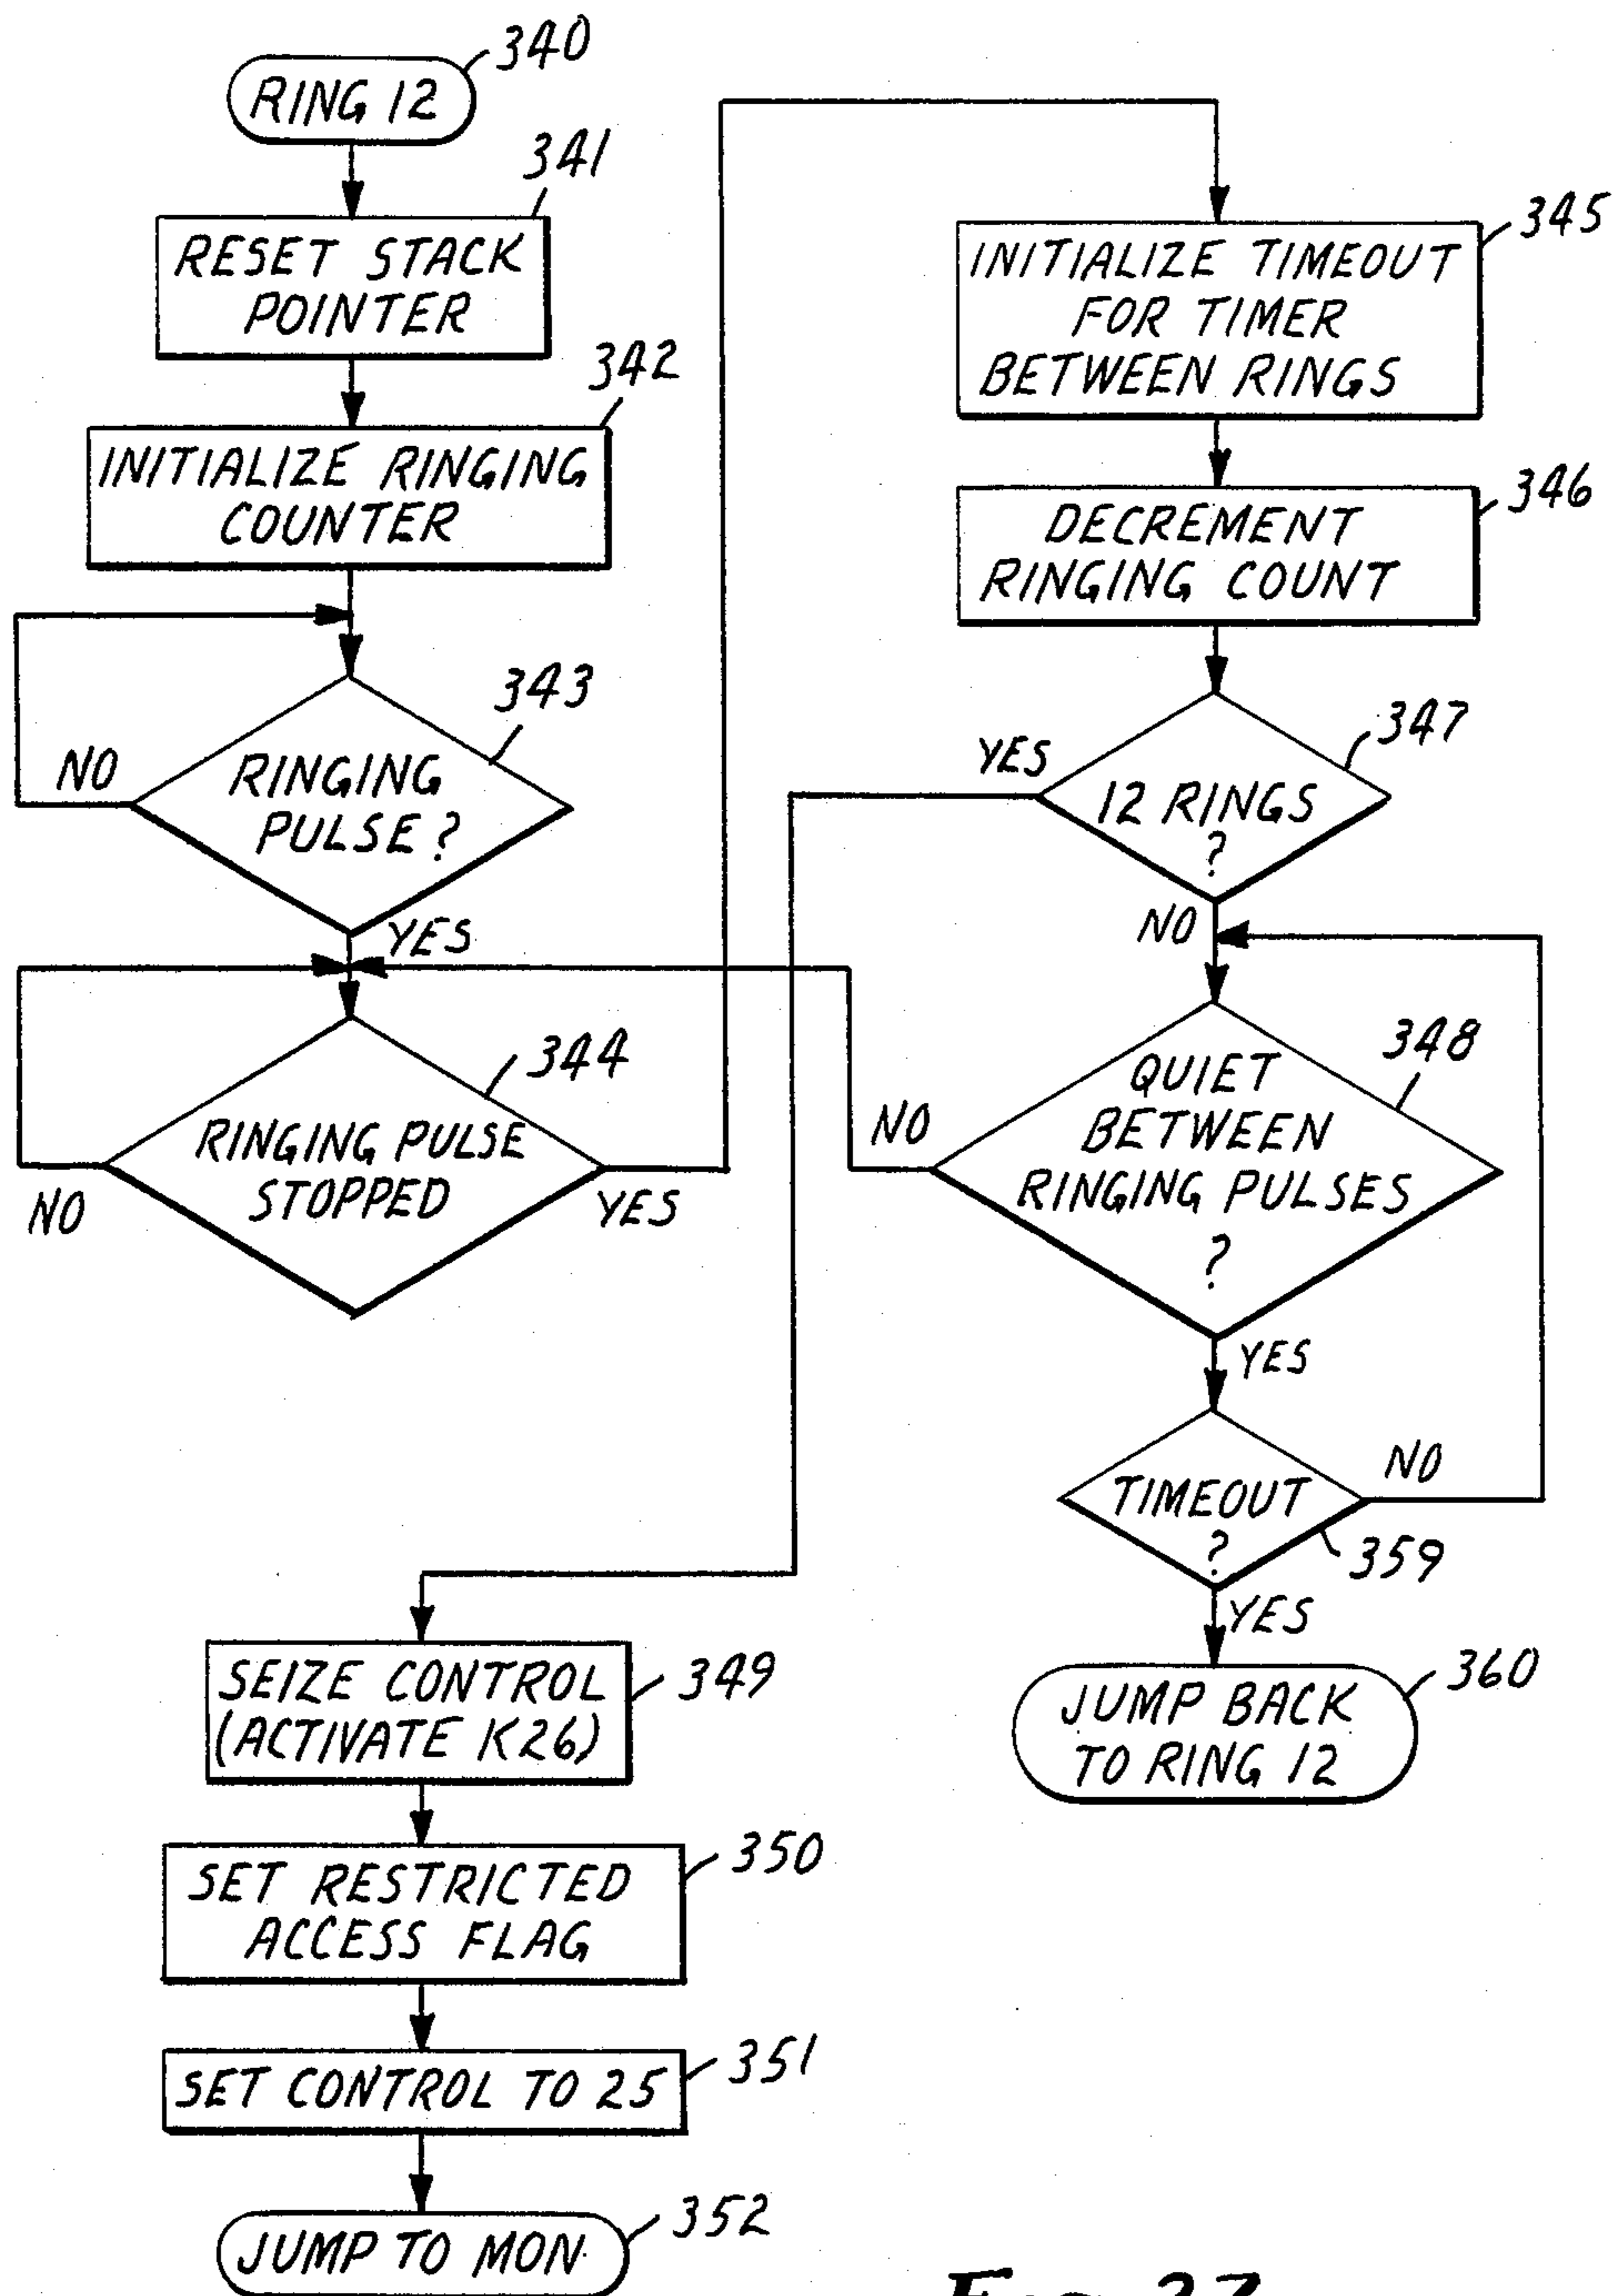 340
RING 12
341
RESET STACK
POINTER
342
INITIALIZE RINGING
COUNTER
343
RINGING
PULSE?
NO
YES
344
RINGING PULSE
STOPPED
NO
YES
345
INITIALIZE TIMEOUT
FOR TIMER
BETWEEN RINGS
346
DECREMENT
RINGING COUNT
347
12 RINGS
?
YES
NO
348
QUIET
BETWEEN
RINGING PULSES
?
NO
YES
TIMEOUT
?
NO
359
YES
360
JUMP BACK
TO RING 12
349
SEIZE CONTROL
(ACTIVATE K26)
350
SET RESTRICTED
ACCESS FLAG
351
SET CONTROL TO 25
352
JUMP TO MON